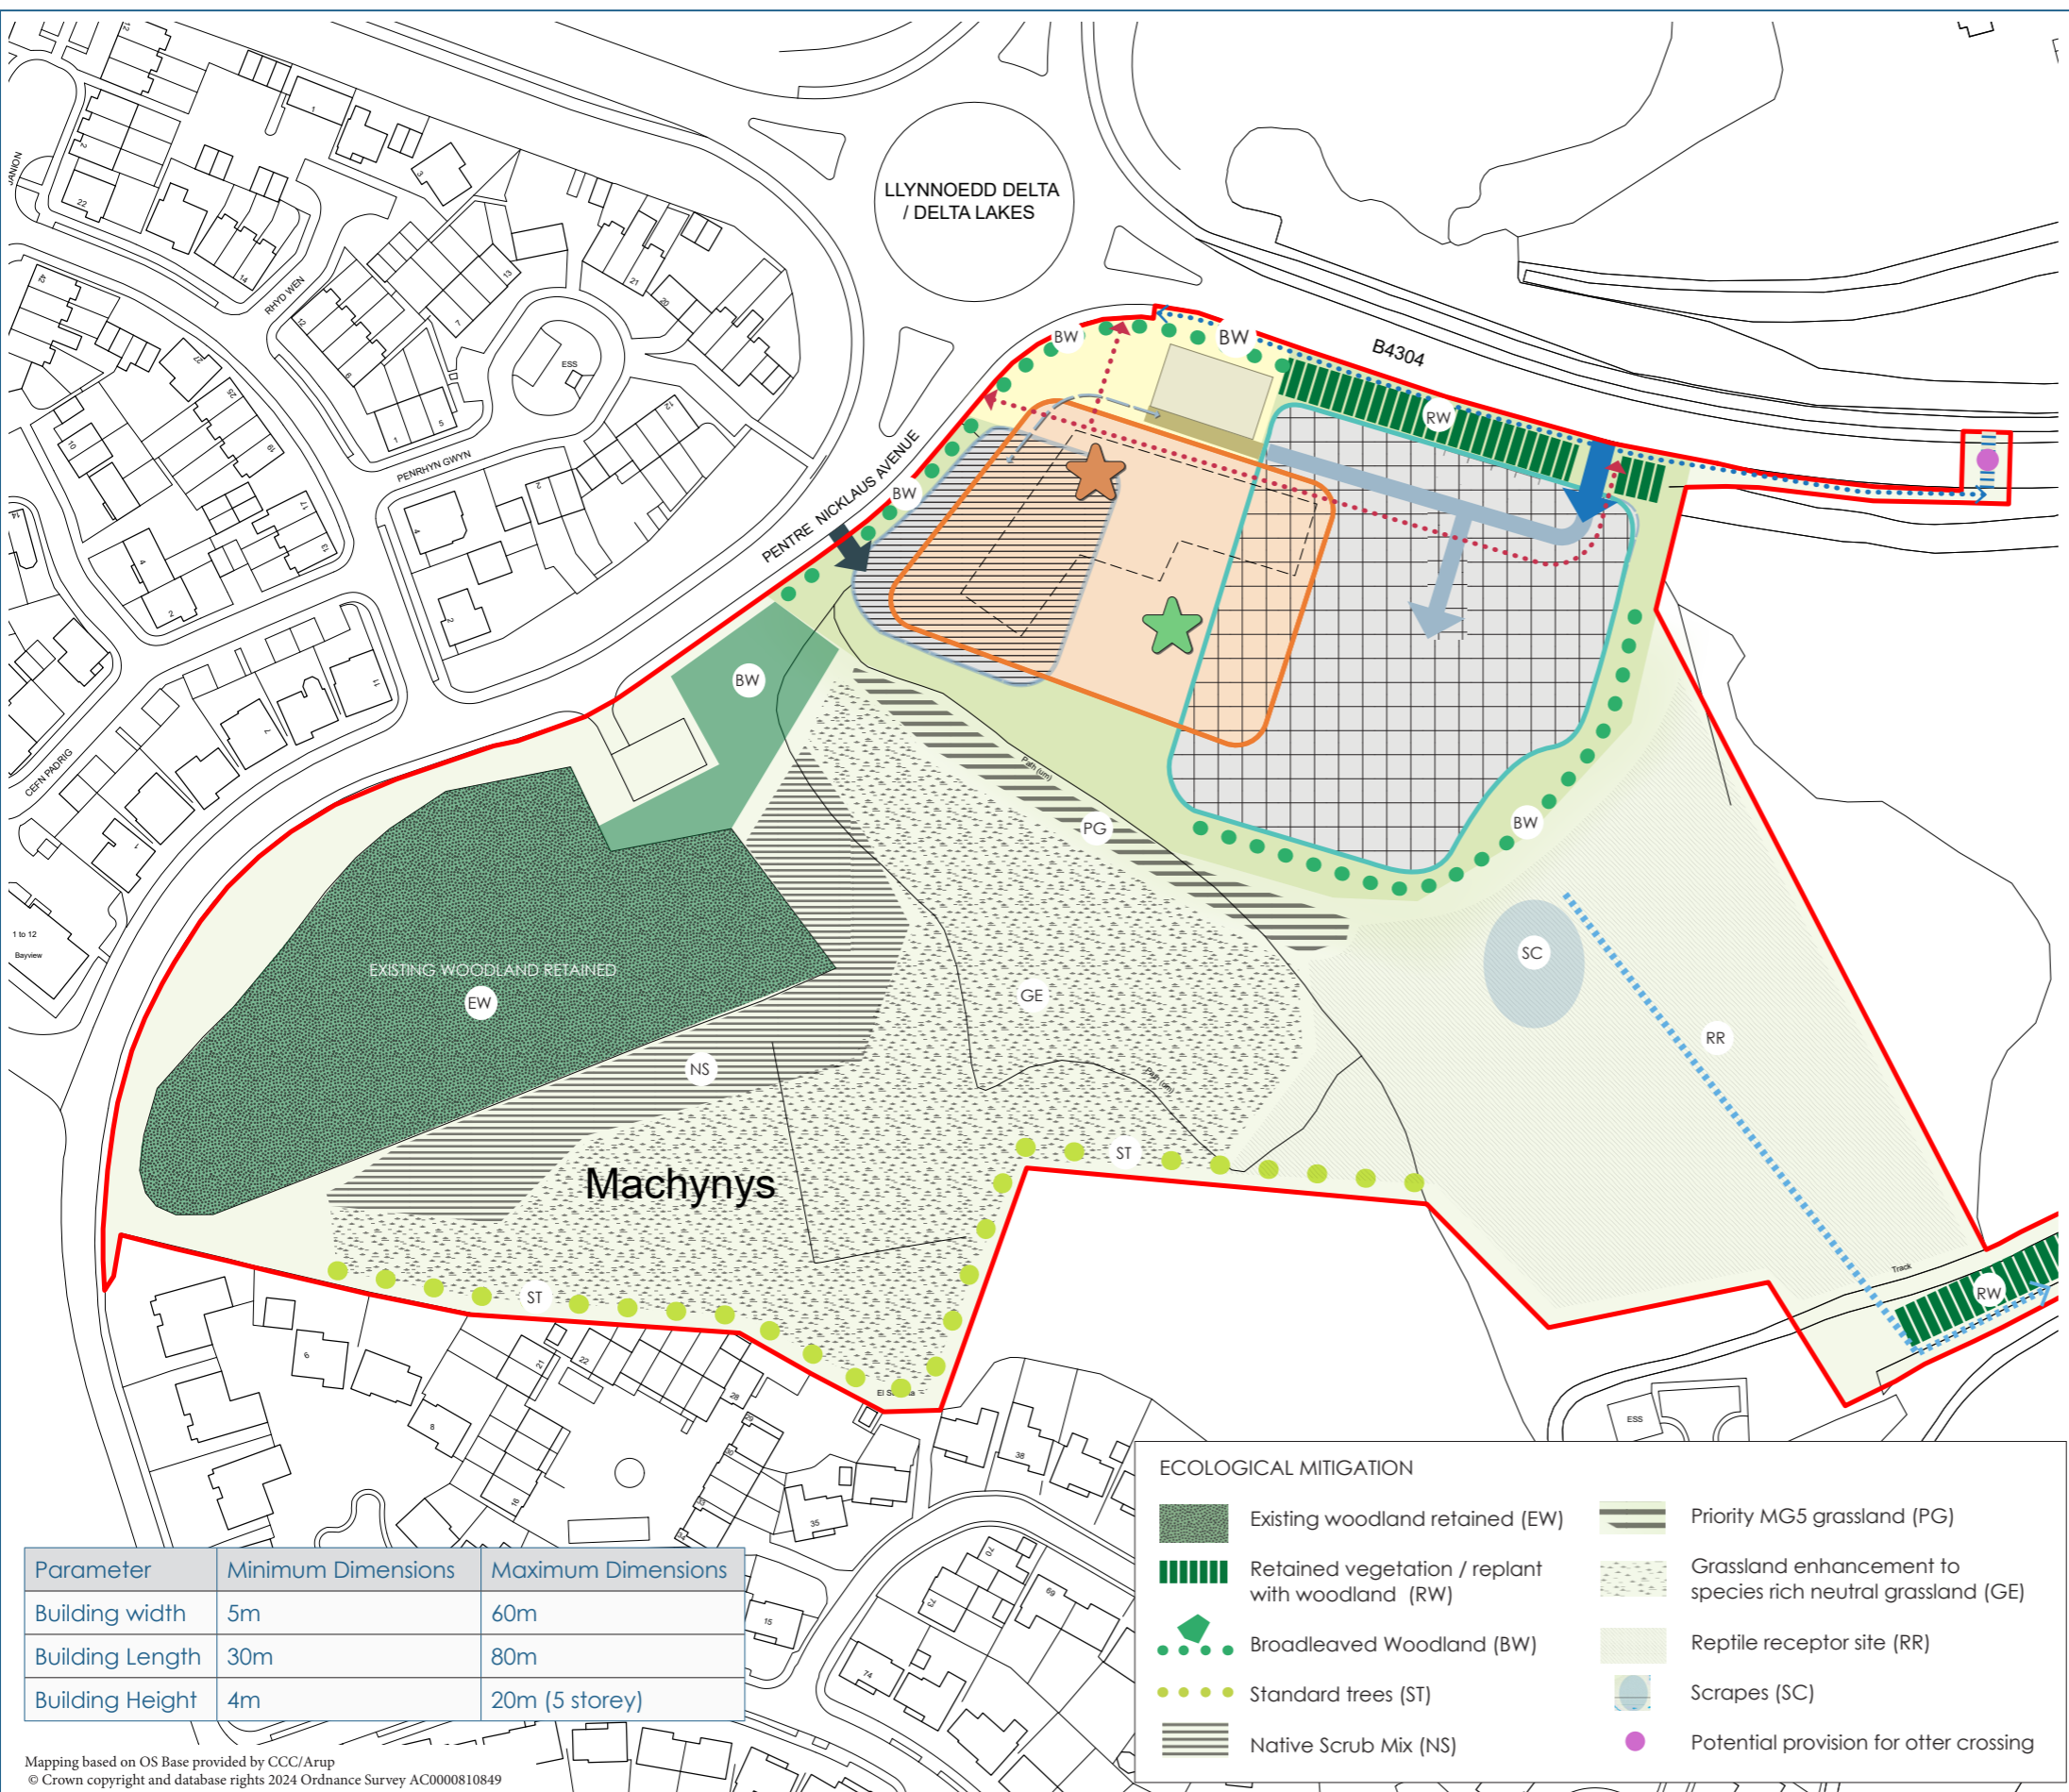 LLYNNOEDD DELTA
/ DELTA LAKES
B4304
JANION
RHYD WEN
PENRHYN GWYN
CEFN PADRIG
PENTRE NICKLAUS AVENUE
ESS
1 to 12
Bayview
BW
BW
RW
BW
BW
BW
PG
Path (um)
EXISTING WOODLAND RETAINED
EW
GE
SC
RR
NS
Path (um)
ST
Machynys
ST
Track
RW
ESS
ECOLOGICAL MITIGATION
Existing woodland retained (EW)
Retained vegetation / replant
with woodland (RW)
Broadleaved Woodland (BW)
Standard trees (ST)
Native Scrub Mix (NS)
Priority MG5 grassland (PG)
Grassland enhancement to
species rich neutral grassland (GE)
Reptile receptor site (RR)
Scrapes (SC)
Potential provision for otter crossing
Parameter Minimum Dimensions Maximum Dimensions
Building width 5m 60m
Building Length 30m 80m
Building Height 4m 20m (5 storey)
Mapping based on OS Base provided by CCC/Arup
© Crown copyright and database rights 2024 Ordnance Survey AC0000810849